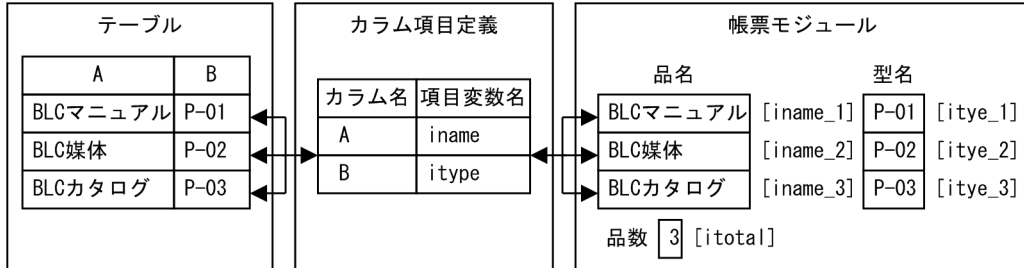 テーブル
A B
BLCマニュアル P-01
BLC媒体 P-02
BLCカタログ P-03
カラム項目定義
カラム名 項目変数名
A iname
B itype
帳票モジュール
品名 型名
BLCマニュアル [iname_1] P-01 [itye_1]
BLC媒体 [iname_2] P-02 [itye_2]
BLCカタログ [iname_3] P-03 [itye_3]
品数 3 [itotal]